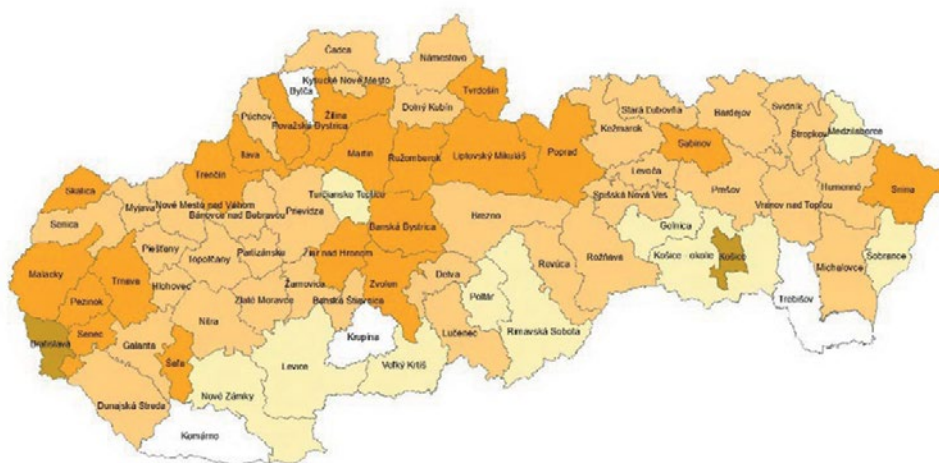 Čadca
Námestovo
Kysucké Nové Mesto
Bytča
Tvrdošín
Žilina
Dolný Kubín
Púchov
Považská Bystrica
Stará Ľubovňa
Bardejov
Svidník
Medzilaborce
Kežmarok
Stropkov
Ilava
Martin
Ružomberok
Liptovský Mikuláš
Poprad
Sabinov
Levoča
Trenčín
Prešov
Humenné
Snina
Skalica
Turčianske Teplice
Spišská Nová Ves
Vranov nad Topľou
Myjava
Nové Mesto nad Váhom
Bánovce nad Bebravou
Prievidza
Senica
Banská Bystrica
Brezno
Gelnica
Piešťany
Topoľčany
Partizánske
Žiar nad Hronom
Revúca
Rožňava
Košice - okolie
Košice
Sobrance
Malacky
Trnava
Hlohovec
Zvolen
Detva
Michalovce
Pezinok
Zlaté Moravce
Žarnovica
Banská Štiavnica
Poltár
Trebišov
Nitra
Bratislava
Senec
Galanta
Krupina
Lučenec
Rimavská Sobota
Šaľa
Levice
Veľký Krtíš
Nové Zámky
Dunajská Streda
Komárno